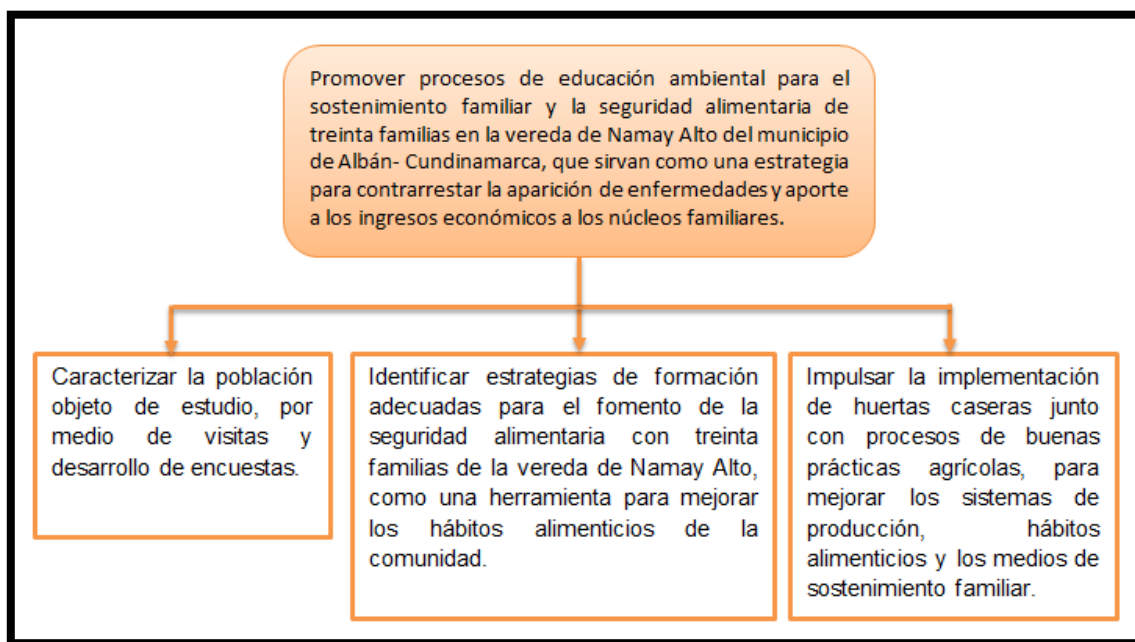 Promover procesos de educación ambiental para el
sostenimiento familiar y la seguridad alimentaria de
treinta familias en la vereda de Namay Alto del municipio
de Albán- Cundinamarca, que sirvan como una estrategia
para contrarrestar la aparición de enfermedades y aporte
a los ingresos económicos a los núcleos familiares.
Caracterizar la población
objeto de estudio, por
medio de visitas y
desarrollo de encuestas.
Identificar estrategias de formación
adecuadas para el fomento de la
seguridad alimentaria con treinta
familias de la vereda de Namay Alto,
como una herramienta para mejorar
los hábitos alimenticios de la
comunidad.
Impulsar la implementación
de huertas caseras junto
con procesos de buenas
prácticas agrícolas, para
mejorar los sistemas de
producción, hábitos
alimenticios y los medios de
sostenimiento familiar.